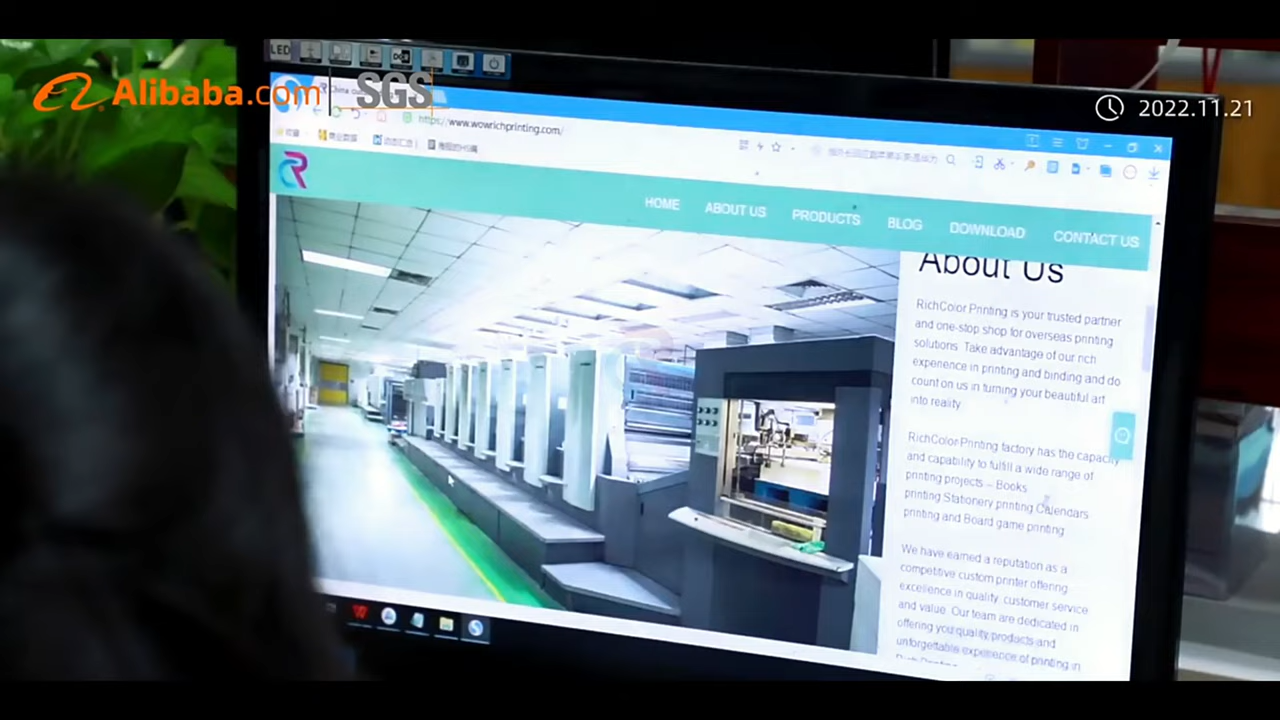 Alibaba.com
SGS
2022.11.21
LED
China ou
https://www.wowrichprinting.com/
HOME
ABOUT US
PRODUCTS
BLOG
DOWNLOAD
CONTACT US
About Us
RichColor Printing is your trusted partner
and one-stop shop for overseas printing
solutions. Take advantage of our rich
experience in printing and binding and do
count on us in turning your beautiful art
into reality.
RichColor Printing factory has the capacity
and capability to fulfill a wide range of
printing projects – Books
printing Stationery printing Calendars
printing and Board game printing
We have earned a reputation as a
competitive custom printer offering
excellence in quality, customer service
and value. Our team are dedicated in
offering you quality products and
unforgettable experience of printing in